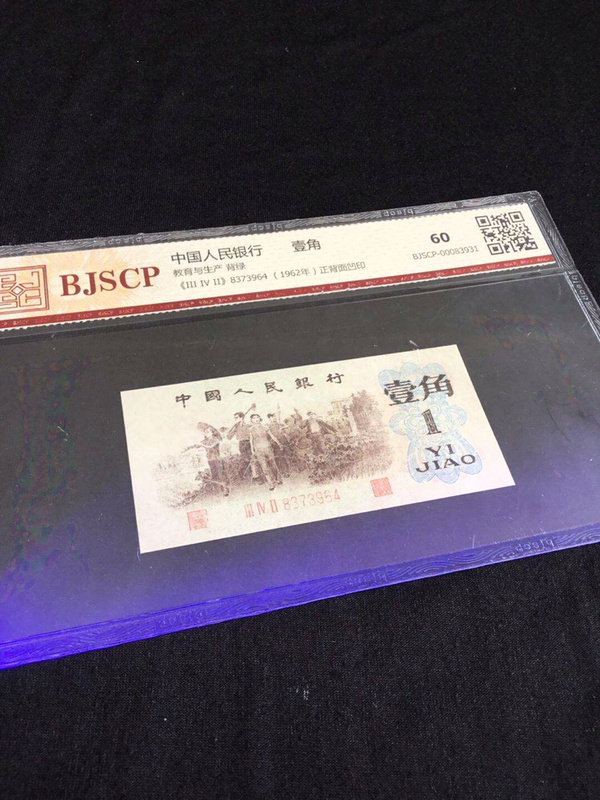 BJSCP
中国人民银行 壹角
教育与生产 背绿
《III IV II》8373964 （1962年）正背面凹印
60
BJSCP-00083931
中國人民銀行
壹角
1
YI
JIAO
III IV II 8373964